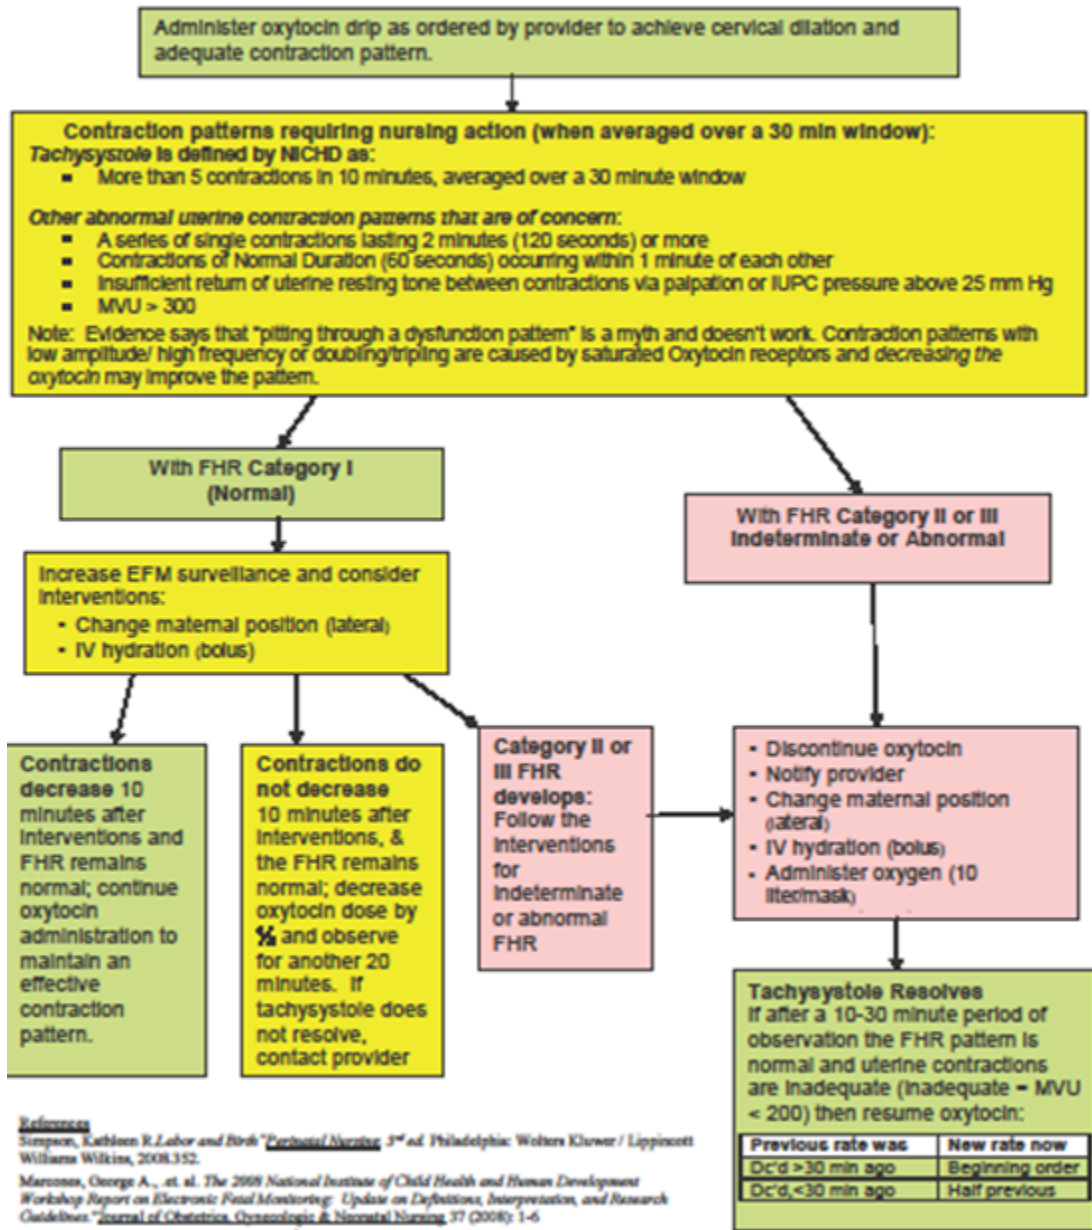 Administer oxytocin drip as ordered by provider to achieve cervical dilation and
adequate contraction pattern.
Contraction patterns requiring nursing action (when averaged over a 30 min window):
Tachysystole is defined by NICHD as:
▪ More than 5 contractions in 10 minutes, averaged over a 30 minute window
Other abnormal uterine contraction patterns that are of concern:
▪ A series of single contractions lasting 2 minutes (120 seconds) or more
▪ Contractions of Normal Duration (60 seconds) occurring within 1 minute of each other
▪ Insufficient return of uterine resting tone between contractions via palpation or IUPC pressure above 25 mm Hg
▪ MVU > 300
Note: Evidence says that "pitting through a dysfunction pattern" is a myth and doesn't work. Contraction patterns with
low amplitude/ high frequency or doubling/tripling are caused by saturated Oxytocin receptors and decreasing the
oxytocin may improve the pattern.
With FHR Category I
(Normal)
With FHR Category II or III
Indeterminate or Abnormal
Increase EFM surveillance and consider
interventions:
• Change maternal position (lateral)
• IV hydration (bolus)
Contractions
decrease 10
minutes after
interventions and
FHR remains
normal; continue
oxytocin
administration to
maintain an
effective
contraction
pattern.
Contractions do
not decrease
10 minutes after
interventions, &
the FHR remains
normal; decrease
oxytocin dose by
½ and observe
for another 20
minutes. If
tachysystole does
not resolve,
contact provider
Category II or
III FHR
develops:
Follow the
interventions
for
indeterminate
or abnormal
FHR
• Discontinue oxytocin
• Notify provider
• Change maternal position
(lateral)
• IV hydration (bolus)
• Administer oxygen (10
liter/mask)
Tachysystole Resolves
If after a 10-30 minute period of
observation the FHR pattern is
normal and uterine contractions
are inadequate (inadequate = MVU
< 200) then resume oxytocin:
Previous rate was New rate now
Dc'd >30 min ago Beginning order
Dc'd,<30 min ago Half previous
References
Simpson, Kathleen R.Labor and Birth"Perinatal Nursing. 3rd ed. Philadelphia: Wolters Kluwer / Lippincott
Williams Wilkins, 2008.352.
Marcones, George A., .et. al. The 2008 National Institute of Child Health and Human Development
Workshop Report on Electronic Fetal Monitoring: Update on Definitions, Interpretation, and Research
Guidelines."Journal of Obstetrics, Gynecologic & Neonatal Nursing 37 (2008): 1-6